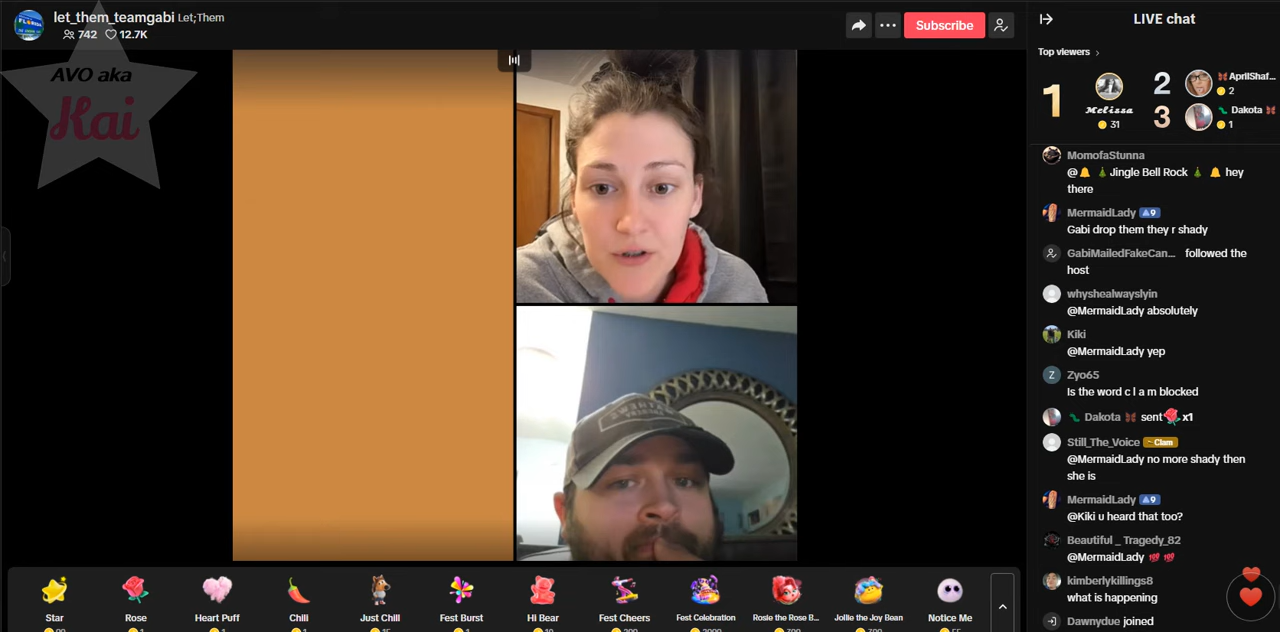 let_them_teamgabi Let;Them
742 12.7K
Subscribe
AVO aka
Kai
LIVE chat
Top viewers
1 Melissa 31
2 AprilShaf... 2
3 Dakota 1
MomofaStunna
@🔔 🎄Jingle Bell Rock 🎄 🔔 hey
there
MermaidLady 9
Gabi drop them they r shady
GabiMailedFakeCan... followed the
host
whyshealwayslyin
@MermaidLady absolutely
Kiki
@MermaidLady yep
Z Zyo65
Is the word c l a m blocked
Dakota sent x1
Still_The_Voice Clam
@MermaidLady no more shady then
she is
MermaidLady 9
@Kiki u heard that too?
Beautiful _ Tragedy_82
@MermaidLady 💯 💯
kimberlykillings8
what is happening
Dawnydue joined
Star
Rose
Heart Puff
Chili
Just Chill
Fest Burst
Hi Bear
Fest Cheers
Fest Celebration
Rosie the Rose B...
Jollie the Joy Bean
Notice Me